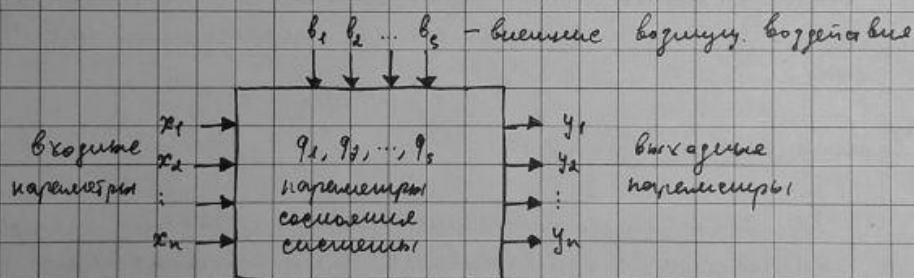 b₁ b₂ ... bₛ – внешние возмущ. воздействия
x₁
x₂
⋮
xₙ
входные
параметры
q₁, q₂, ..., qₛ
параметры
состояния
системы
y₁
y₂
⋮
yₙ
выходные
параметры